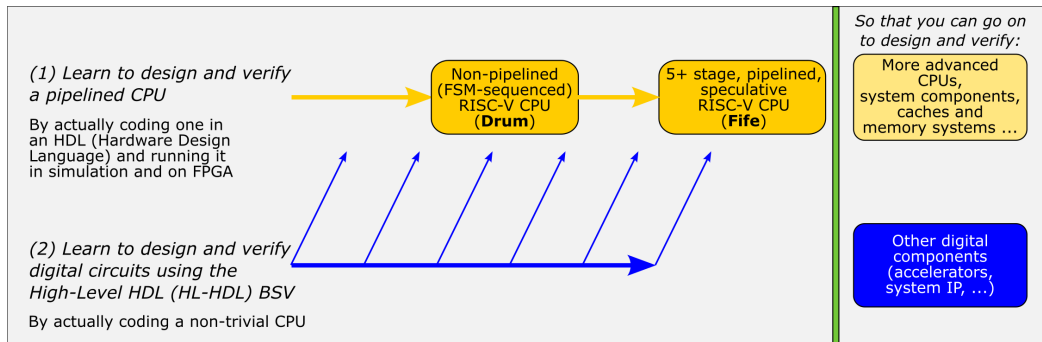 (1) Learn to design and verify
a pipelined CPU
By actually coding one in
an HDL (Hardware Design
Language) and running it
in simulation and on FPGA
Non-pipelined
(FSM-sequenced)
RISC-V CPU
(Drum)
5+ stage, pipelined,
speculative
RISC-V CPU
(Fife)
(2) Learn to design and verify
digital circuits using the
High-Level HDL (HL-HDL) BSV
By actually coding a non-trivial CPU
So that you can go on
to design and verify:
More advanced
CPUs,
system components,
caches and
memory systems ...
Other digital
components
(accelerators,
system IP, ...)